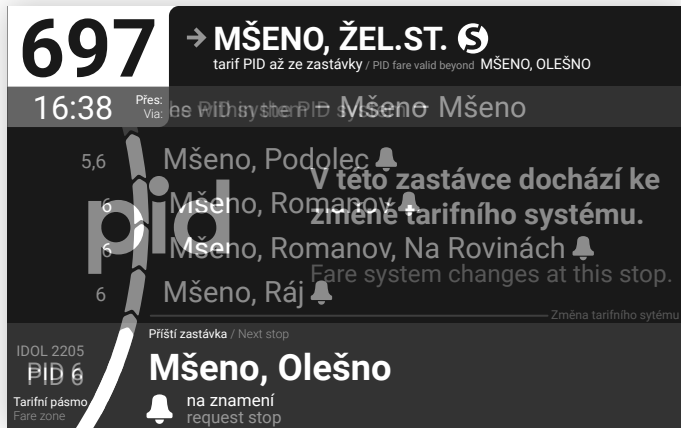 697
→ MŠENO, ŽEL.ST. S
tarif PID až ze zastávky / PID fare valid beyond MŠENO, OLEŠNO
16:38
Přes:
Via:
Mšeno Mšeno
5,6 Mšeno, Podolec
6 Mšeno, Romanov
6 Mšeno, Romanov, Na Rovinách
6 Mšeno, Ráj
pid
V této zastávce dochází ke
změně tarifního systému.
Fare system changes at this stop.
Změna tarifního sytému
Příští zastávka / Next stop
Mšeno, Olešno
na znamení
request stop
IDOL 2205
PID 6
Tarifní pásmo
Fare zone